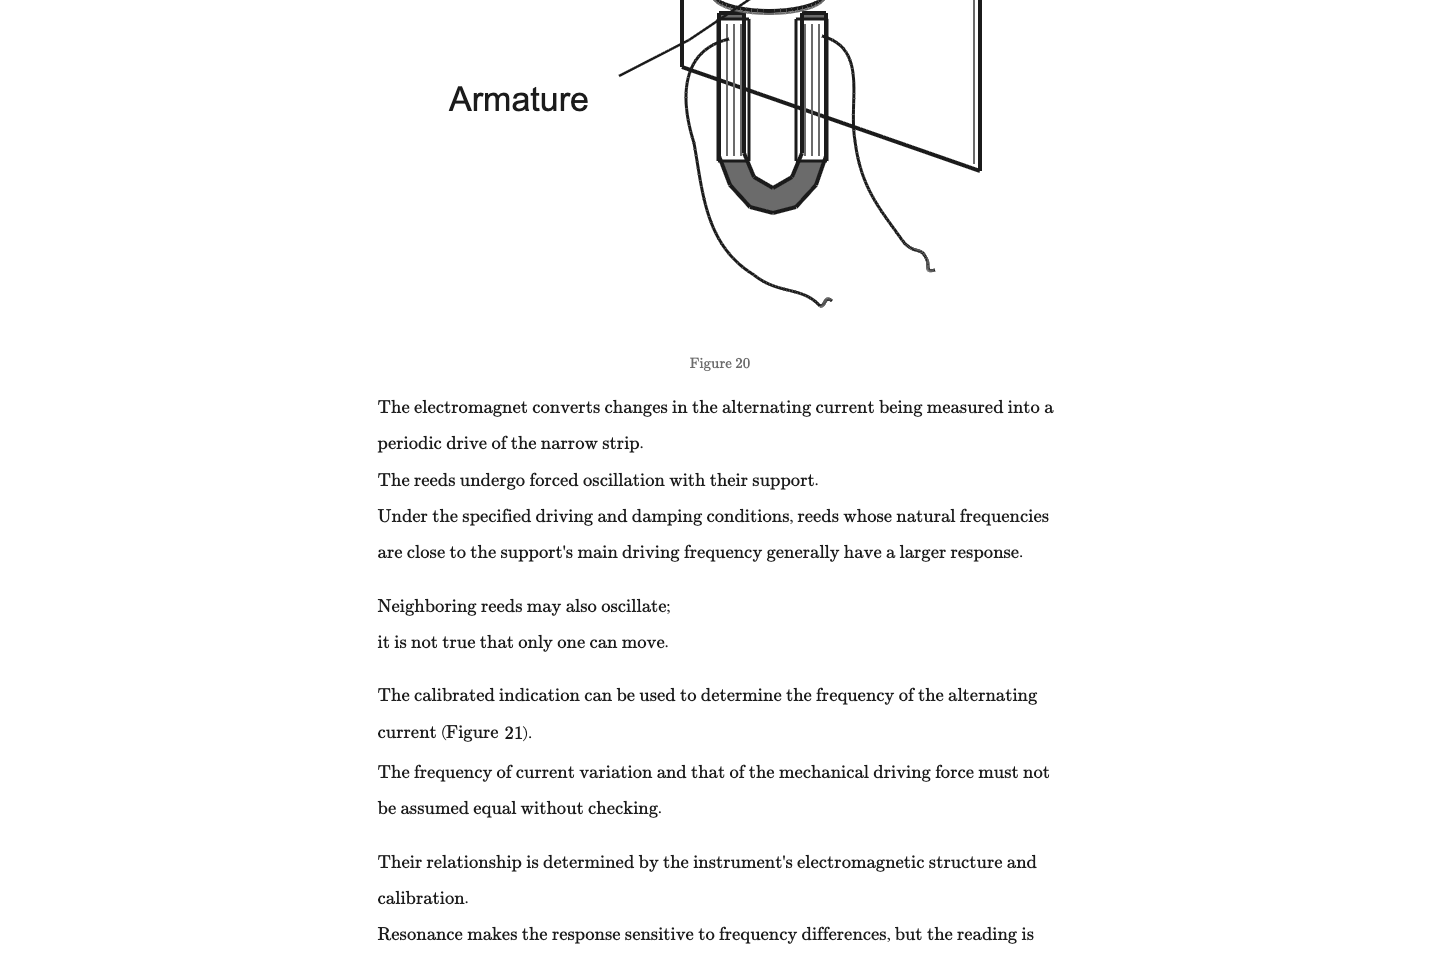 Armature
Figure 20
The electromagnet converts changes in the alternating current being measured into a
periodic drive of the narrow strip.
The reeds undergo forced oscillation with their support.
Under the specified driving and damping conditions, reeds whose natural frequencies
are close to the support's main driving frequency generally have a larger response.
Neighboring reeds may also oscillate;
it is not true that only one can move.
The calibrated indication can be used to determine the frequency of the alternating
current (Figure 21).
The frequency of current variation and that of the mechanical driving force must not
be assumed equal without checking.
Their relationship is determined by the instrument's electromagnetic structure and
calibration.
Resonance makes the response sensitive to frequency differences, but the reading is